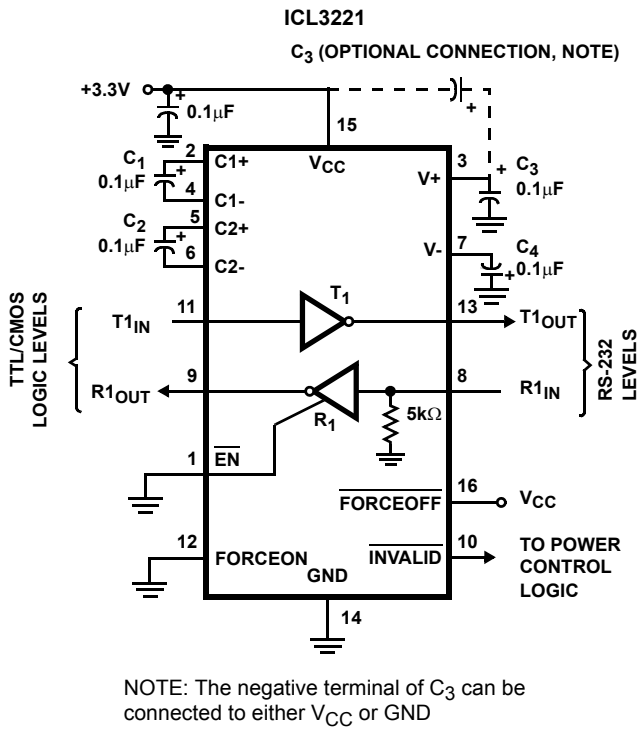 ICL3221
C3 (OPTIONAL CONNECTION, NOTE)
+3.3V
+
0.1μF
15
+
2
C1+
VCC
3
+
C3
0.1μF
C1
0.1μF
+
4
C1-
V+
5
C2+
C2
0.1μF
+
6
C2-
V-
7
C4
+
0.1μF
T1
T1IN
11
13
T1OUT
TTL/CMOS
LOGIC LEVELS
RS-232
LEVELS
R1OUT
9
8
R1IN
5kΩ
R1
1
EN
16
FORCEOFF
VCC
12
FORCEON
INVALID
10
TO POWER
CONTROL
LOGIC
GND
14
NOTE: The negative terminal of C3 can be
connected to either VCC or GND